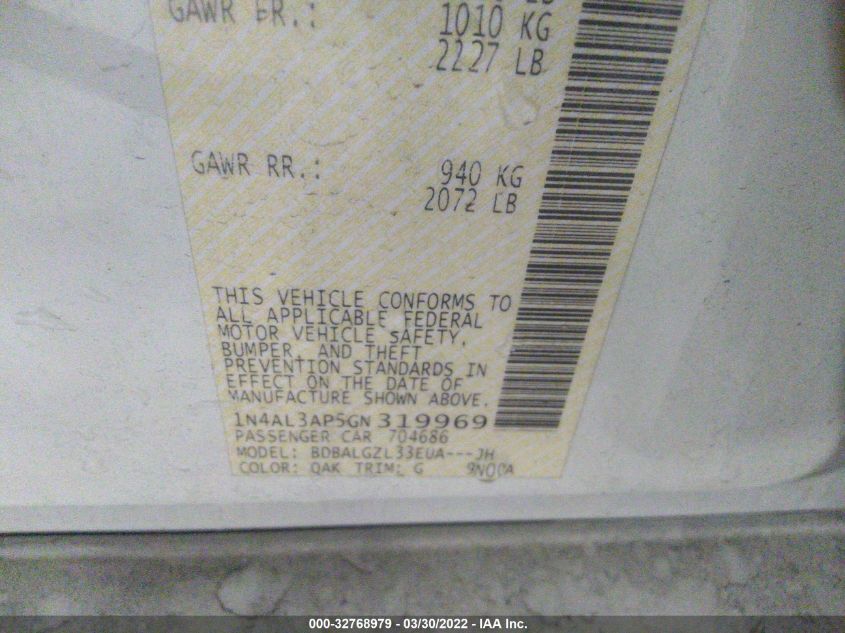 GAWR FR.: 1010 KG
2227 LB
GAWR RR.: 940 KG
2072 LB
THIS VEHICLE CONFORMS TO
ALL APPLICABLE FEDERAL
MOTOR VEHICLE SAFETY,
BUMPER, AND THEFT
PREVENTION STANDARDS IN
EFFECT ON THE DATE OF
MANUFACTURE SHOWN ABOVE.
1N4AL3AP5GN319969
PASSENGER CAR 704686
MODEL: BDBALGZL33EUA---JH
COLOR: QAK TRIM: G
000-32768979 — 03/30/2022 — IAA Inc.